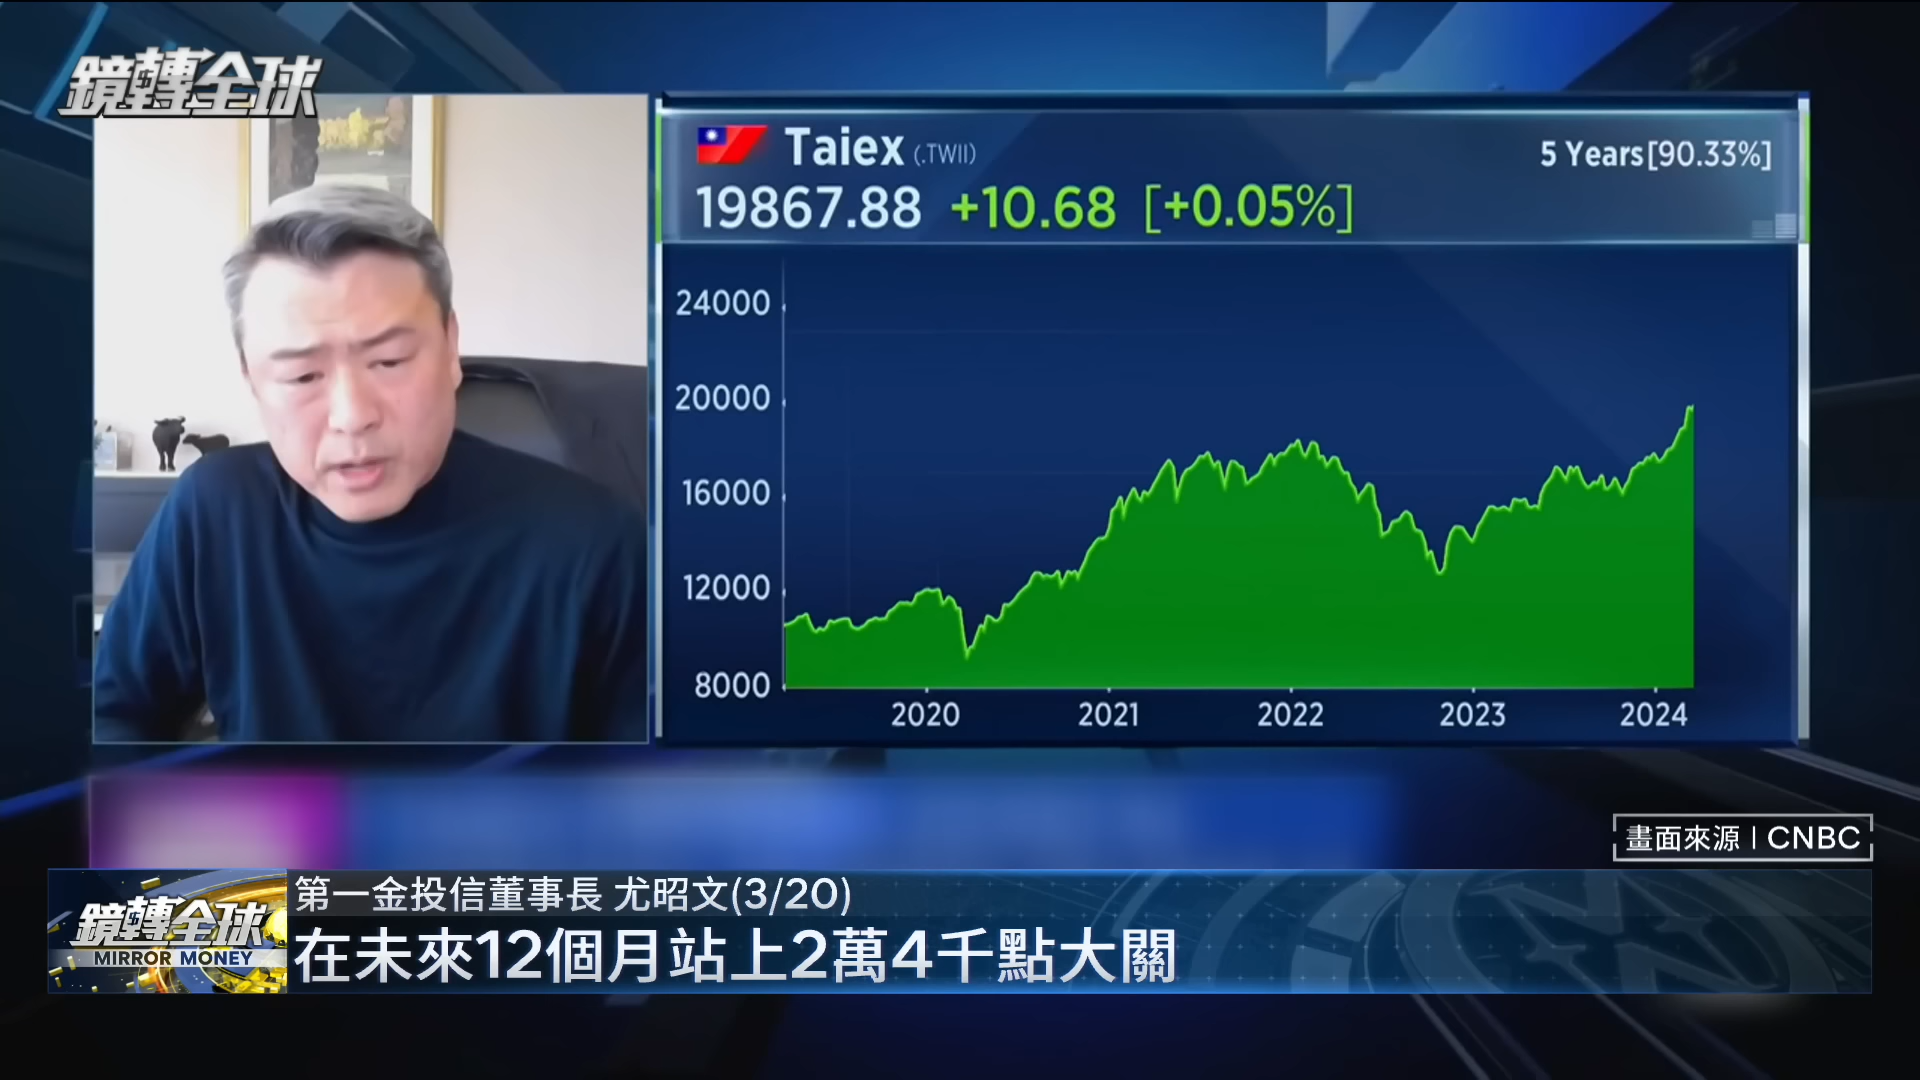 鏡轉全球
Taiex (.TWII)
5 Years[90.33%]
19867.88 +10.68 [+0.05%]
24000
20000
16000
12000
8000
2020 2021 2022 2023 2024
畫面來源 | CNBC
鏡轉全球
MIRROR MONEY
第一金投信董事長 尤昭文(3/20)
在未來12個月站上2萬4千點大關